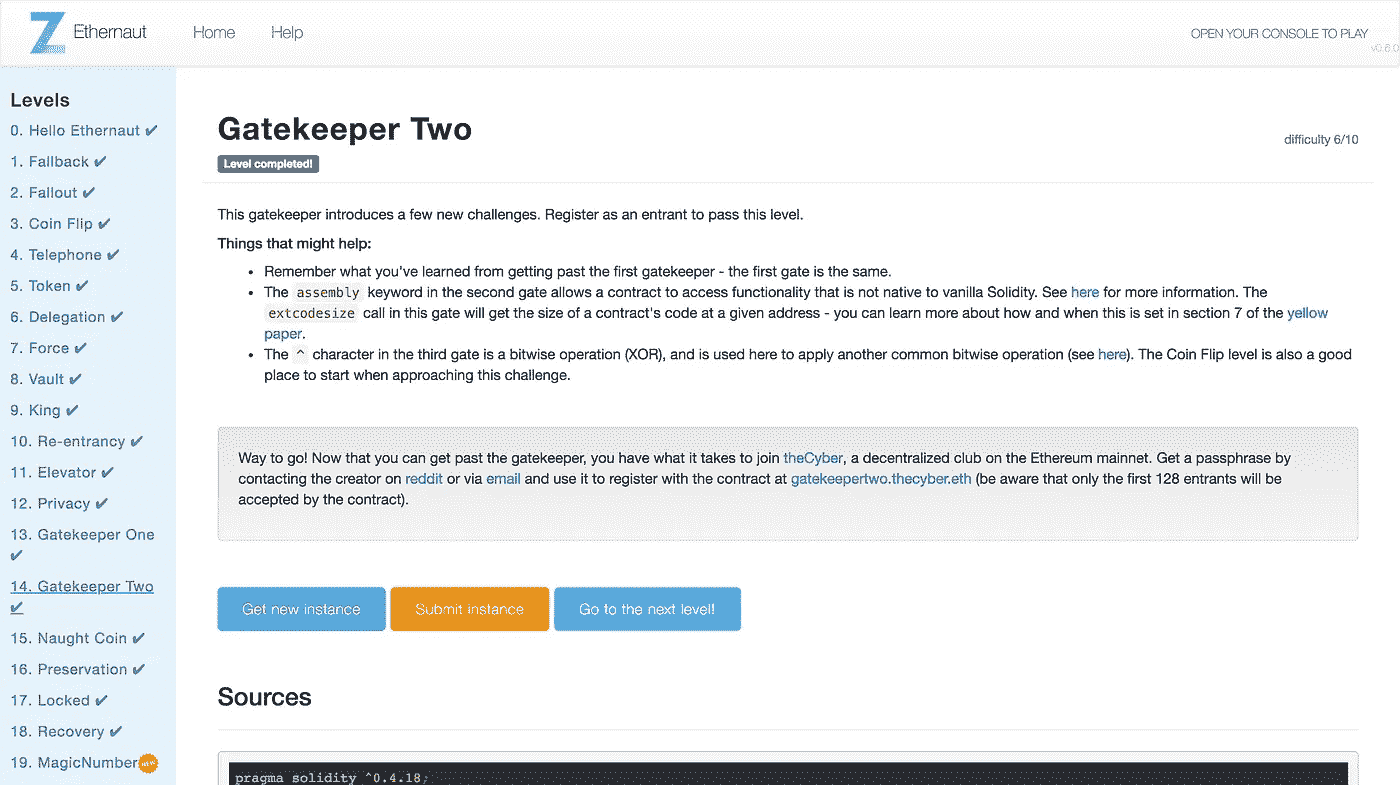 Ethernaut
Home
Help
OPEN YOUR CONSOLE TO PLAY
v0.6.0
Levels
0. Hello Ethernaut ✔
1. Fallback ✔
2. Fallout ✔
3. Coin Flip ✔
4. Telephone ✔
5. Token ✔
6. Delegation ✔
7. Force ✔
8. Vault ✔
9. King ✔
10. Re-entrancy ✔
11. Elevator ✔
12. Privacy ✔
13. Gatekeeper One
✔
14. Gatekeeper Two
✔
15. Naught Coin ✔
16. Preservation ✔
17. Locked ✔
18. Recovery ✔
19. MagicNumber
NEW
Gatekeeper Two
difficulty 6/10
Level completed!
This gatekeeper introduces a few new challenges. Register as an entrant to pass this level.
Things that might help:
• Remember what you've learned from getting past the first gatekeeper - the first gate is the same.
• The assembly keyword in the second gate allows a contract to access functionality that is not native to vanilla Solidity. See here for more information. The
extcodesize call in this gate will get the size of a contract's code at a given address - you can learn more about how and when this is set in section 7 of the yellow
paper.
• The ^ character in the third gate is a bitwise operation (XOR), and is used here to apply another common bitwise operation (see here). The Coin Flip level is also a good
place to start when approaching this challenge.
Way to go! Now that you can get past the gatekeeper, you have what it takes to join theCyber, a decentralized club on the Ethereum mainnet. Get a passphrase by
contacting the creator on reddit or via email and use it to register with the contract at gatekeepertwo.thecyber.eth (be aware that only the first 128 entrants will be
accepted by the contract).
Get new instance
Submit instance
Go to the next level!
Sources
pragma solidity ^0.4.18;